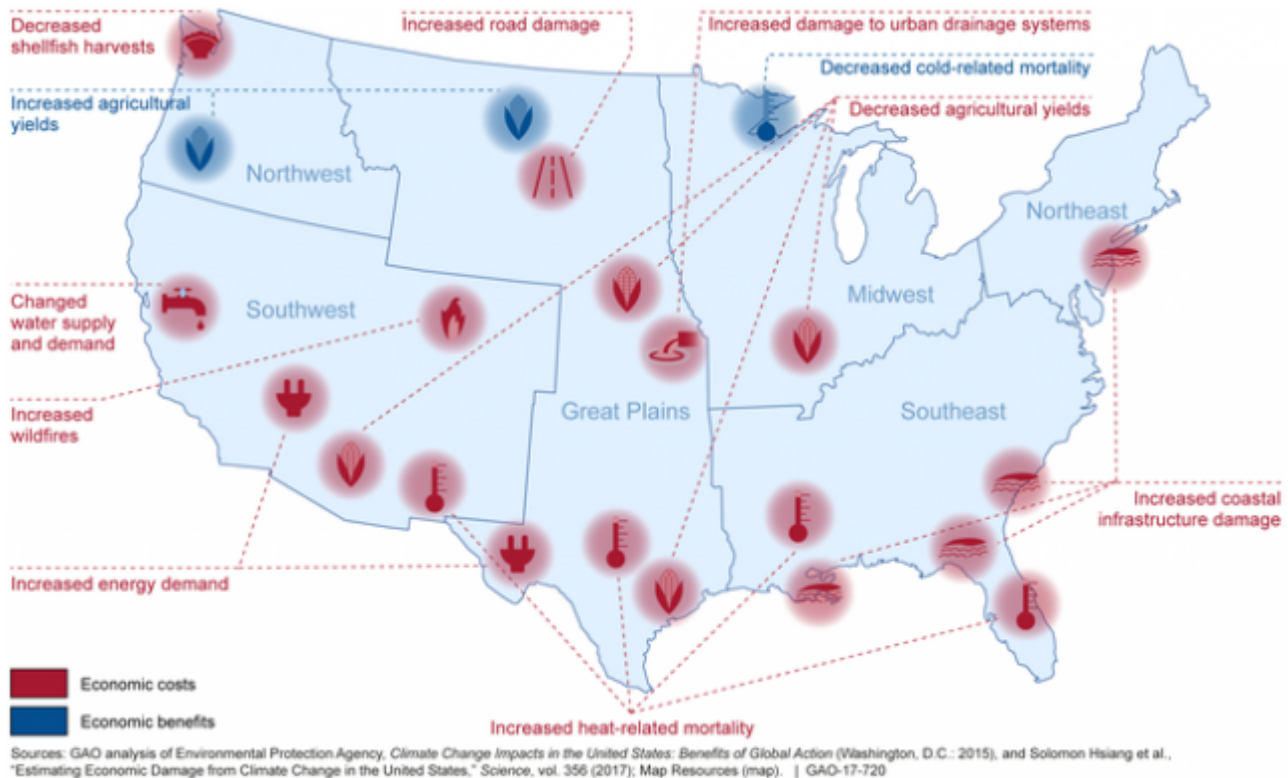 Decreased
shellfish harvests
Increased road damage
Increased damage to urban drainage systems
Decreased cold-related mortality
Increased agricultural
yields
Decreased agricultural yields
Northwest
Northeast
Changed
water supply
and demand
Southwest
Midwest
Increased
wildfires
Great Plains
Southeast
Increased coastal
infrastructure damage
Increased energy demand
Increased heat-related mortality
Economic costs
Economic benefits
Sources: GAO analysis of Environmental Protection Agency, Climate Change Impacts in the United States: Benefits of Global Action (Washington, D.C.: 2015), and Solomon Hsiang et al.,
"Estimating Economic Damage from Climate Change in the United States," Science, vol. 356 (2017); Map Resources (map). | GAO-17-720